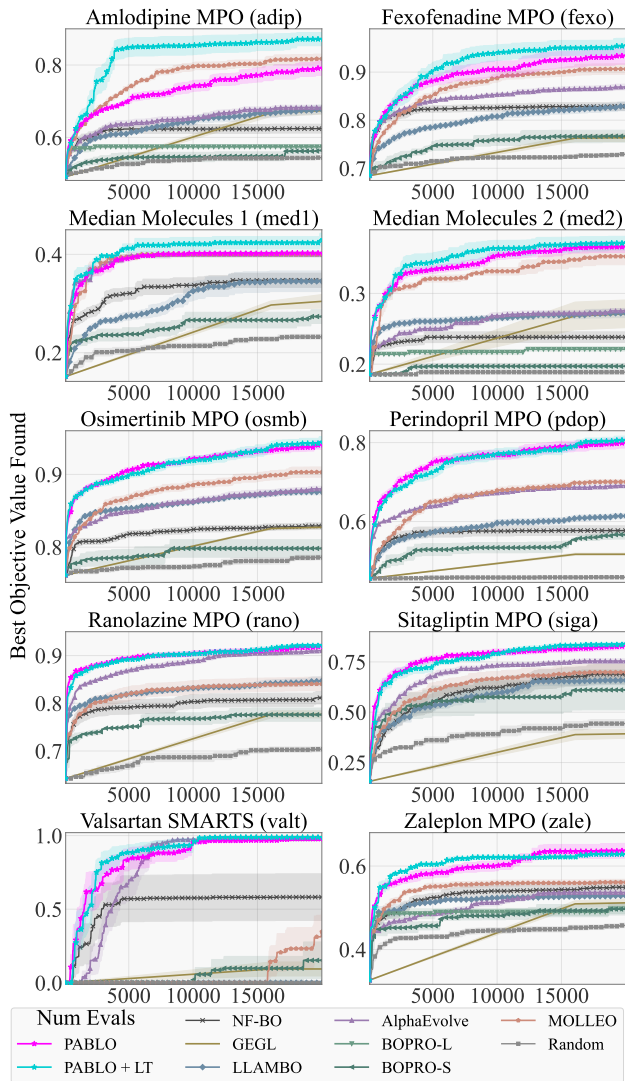 Amlodipine MPO (adip)
Fexofenadine MPO (fexo)
0.8
0.6
5000 10000 15000
0.9
0.8
0.7
5000 10000 15000
Median Molecules 1 (med1)
Median Molecules 2 (med2)
0.4
0.2
5000 10000 15000
0.3
0.2
5000 10000 15000
Osimertinib MPO (osmb)
Perindopril MPO (pdop)
0.9
0.8
5000 10000 15000
0.8
0.6
5000 10000 15000
Best Objective Value Found
Ranolazine MPO (rano)
Sitagliptin MPO (siga)
0.9
0.8
0.7
5000 10000 15000
0.75
0.50
0.25
5000 10000 15000
Valsartan SMARTS (valt)
Zaleplon MPO (zale)
1.0
0.5
0.0
5000 10000 15000
0.6
0.4
5000 10000 15000
Num Evals
PABLO
PABLO + LT
NF-BO
GEGL
LLAMBO
AlphaEvolve
BOPRO-L
BOPRO-S
MOLLEO
Random